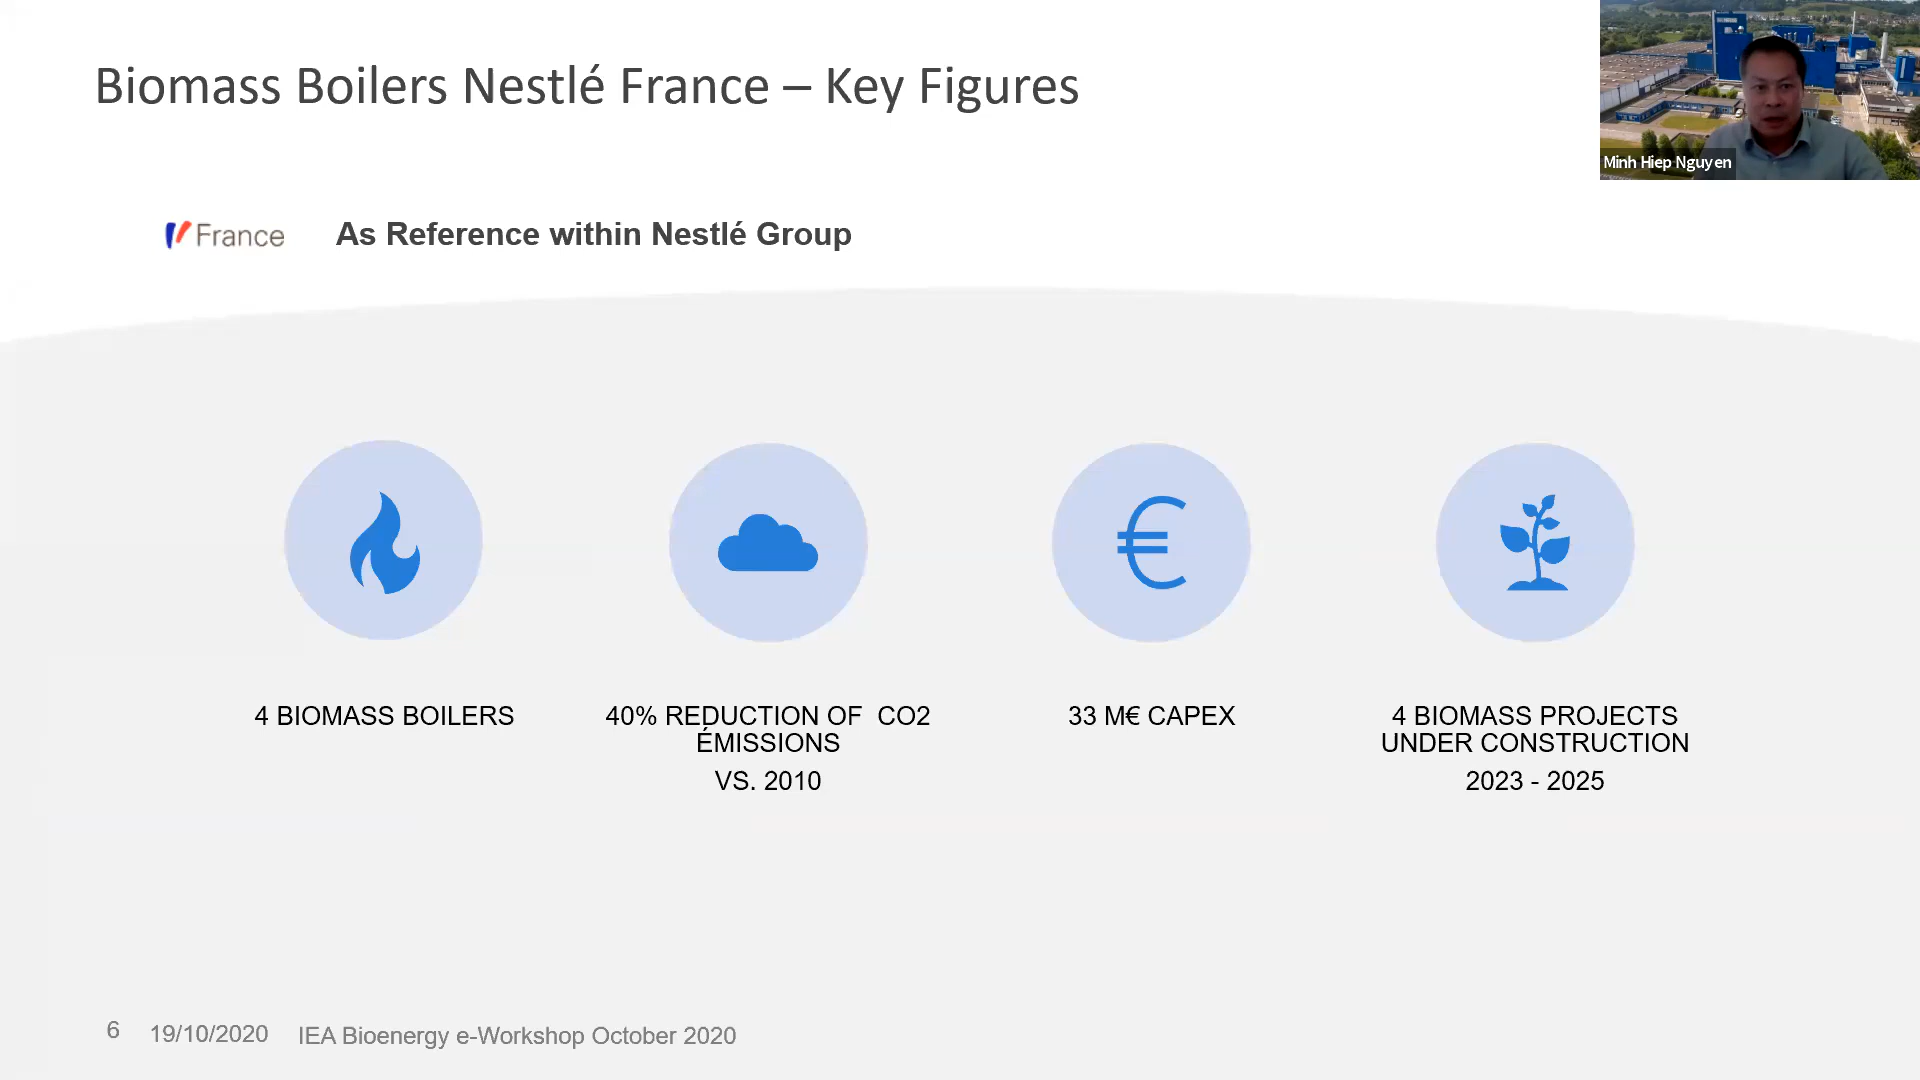 Biomass Boilers Nestlé France – Key Figures
Minh Hiep Nguyen
France
As Reference within Nestlé Group
4 BIOMASS BOILERS
40% REDUCTION OF  CO2
ÉMISSIONS
VS. 2010
33 M€ CAPEX
4 BIOMASS PROJECTS
UNDER CONSTRUCTION
2023 - 2025
6
19/10/2020
IEA Bioenergy e-Workshop October 2020